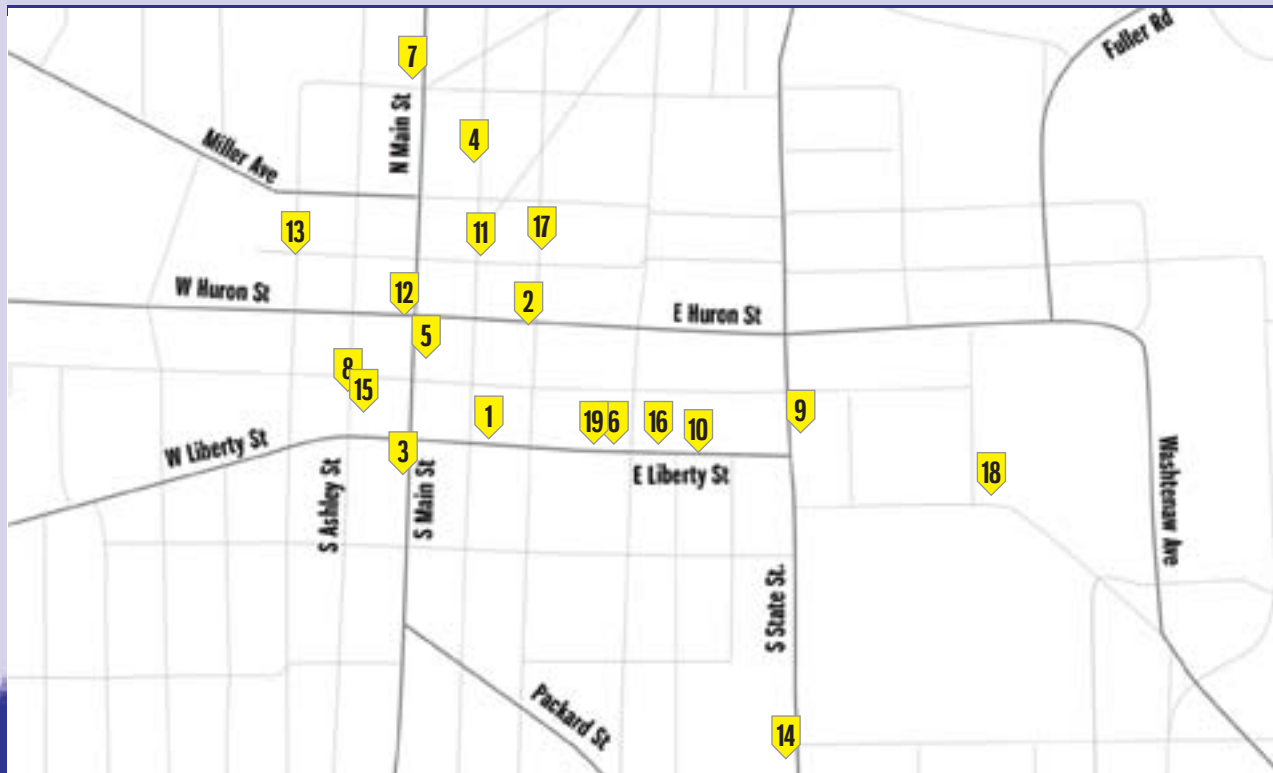 Fuller Rd
7
N Main St
4
Miller Ave
13
11
17
W Huron St
12
2
E Huron St
5
8
15
1
19
6
16
10
9
W Liberty St
3
S Ashley St
S Main St
E Liberty St
18
Washtenaw Ave
S State St.
Packard St
14